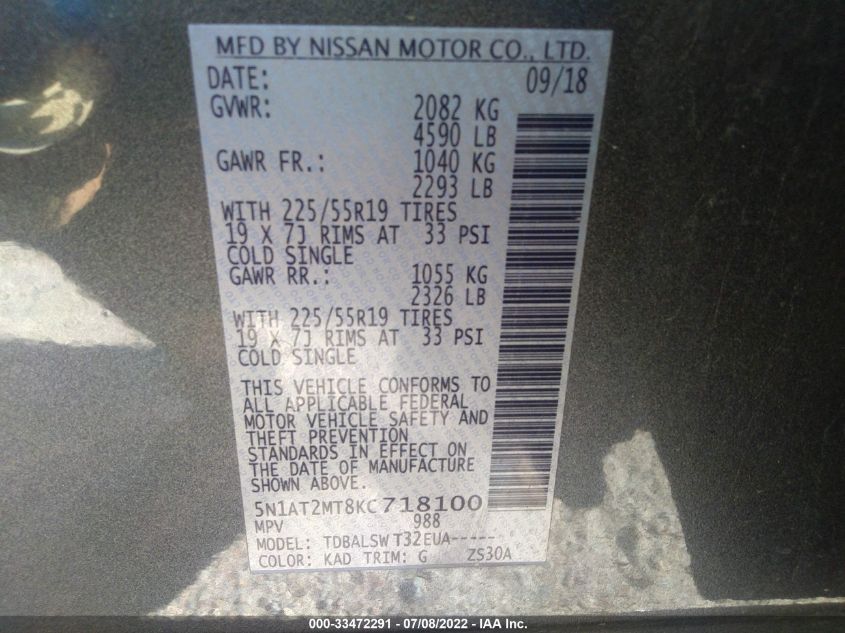 MFD BY NISSAN MOTOR CO., LTD.
DATE: 09/18
GVWR: 2082 KG
4590 LB
GAWR FR.: 1040 KG
2293 LB
WITH 225/55R19 TIRES
19 X 7J RIMS AT 33 PSI
COLD SINGLE
GAWR RR.: 1055 KG
2326 LB
WITH 225/55R19 TIRES
19 X 7J RIMS AT 33 PSI
COLD SINGLE
THIS VEHICLE CONFORMS TO
ALL APPLICABLE FEDERAL
MOTOR VEHICLE SAFETY AND
THEFT PREVENTION
STANDARDS IN EFFECT ON
THE DATE OF MANUFACTURE
SHOWN ABOVE.
5N1AT2MT8KC718100
MPV 988
MODEL: TDBALSW T32EUA-----
COLOR: KAD TRIM: G ZS30A
000-33472291 - 07/08/2022 - IAA Inc.